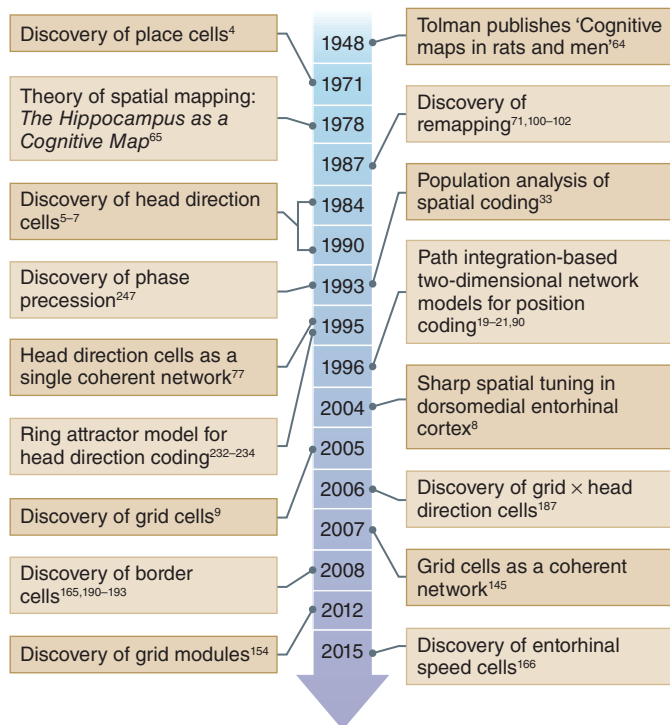 Discovery of place cells4
Theory of spatial mapping:
The Hippocampus as a
Cognitive Map65
Discovery of head direction
cells5–7
Discovery of phase
precession247
Head direction cells as a
single coherent network77
Ring attractor model for
head direction coding232–234
Discovery of grid cells9
Discovery of border
cells165,190–193
Discovery of grid modules154
1948
1971
1978
1987
1984
1990
1993
1995
1996
2004
2005
2006
2007
2008
2012
2015
Tolman publishes ‘Cognitive
maps in rats and men’64
Discovery of
remapping71,100–102
Population analysis of
spatial coding33
Path integration-based
two-dimensional network
models for position
coding19–21,90
Sharp spatial tuning in
dorsomedial entorhinal
cortex8
Discovery of grid × head
direction cells187
Grid cells as a coherent
network145
Discovery of entorhinal
speed cells166